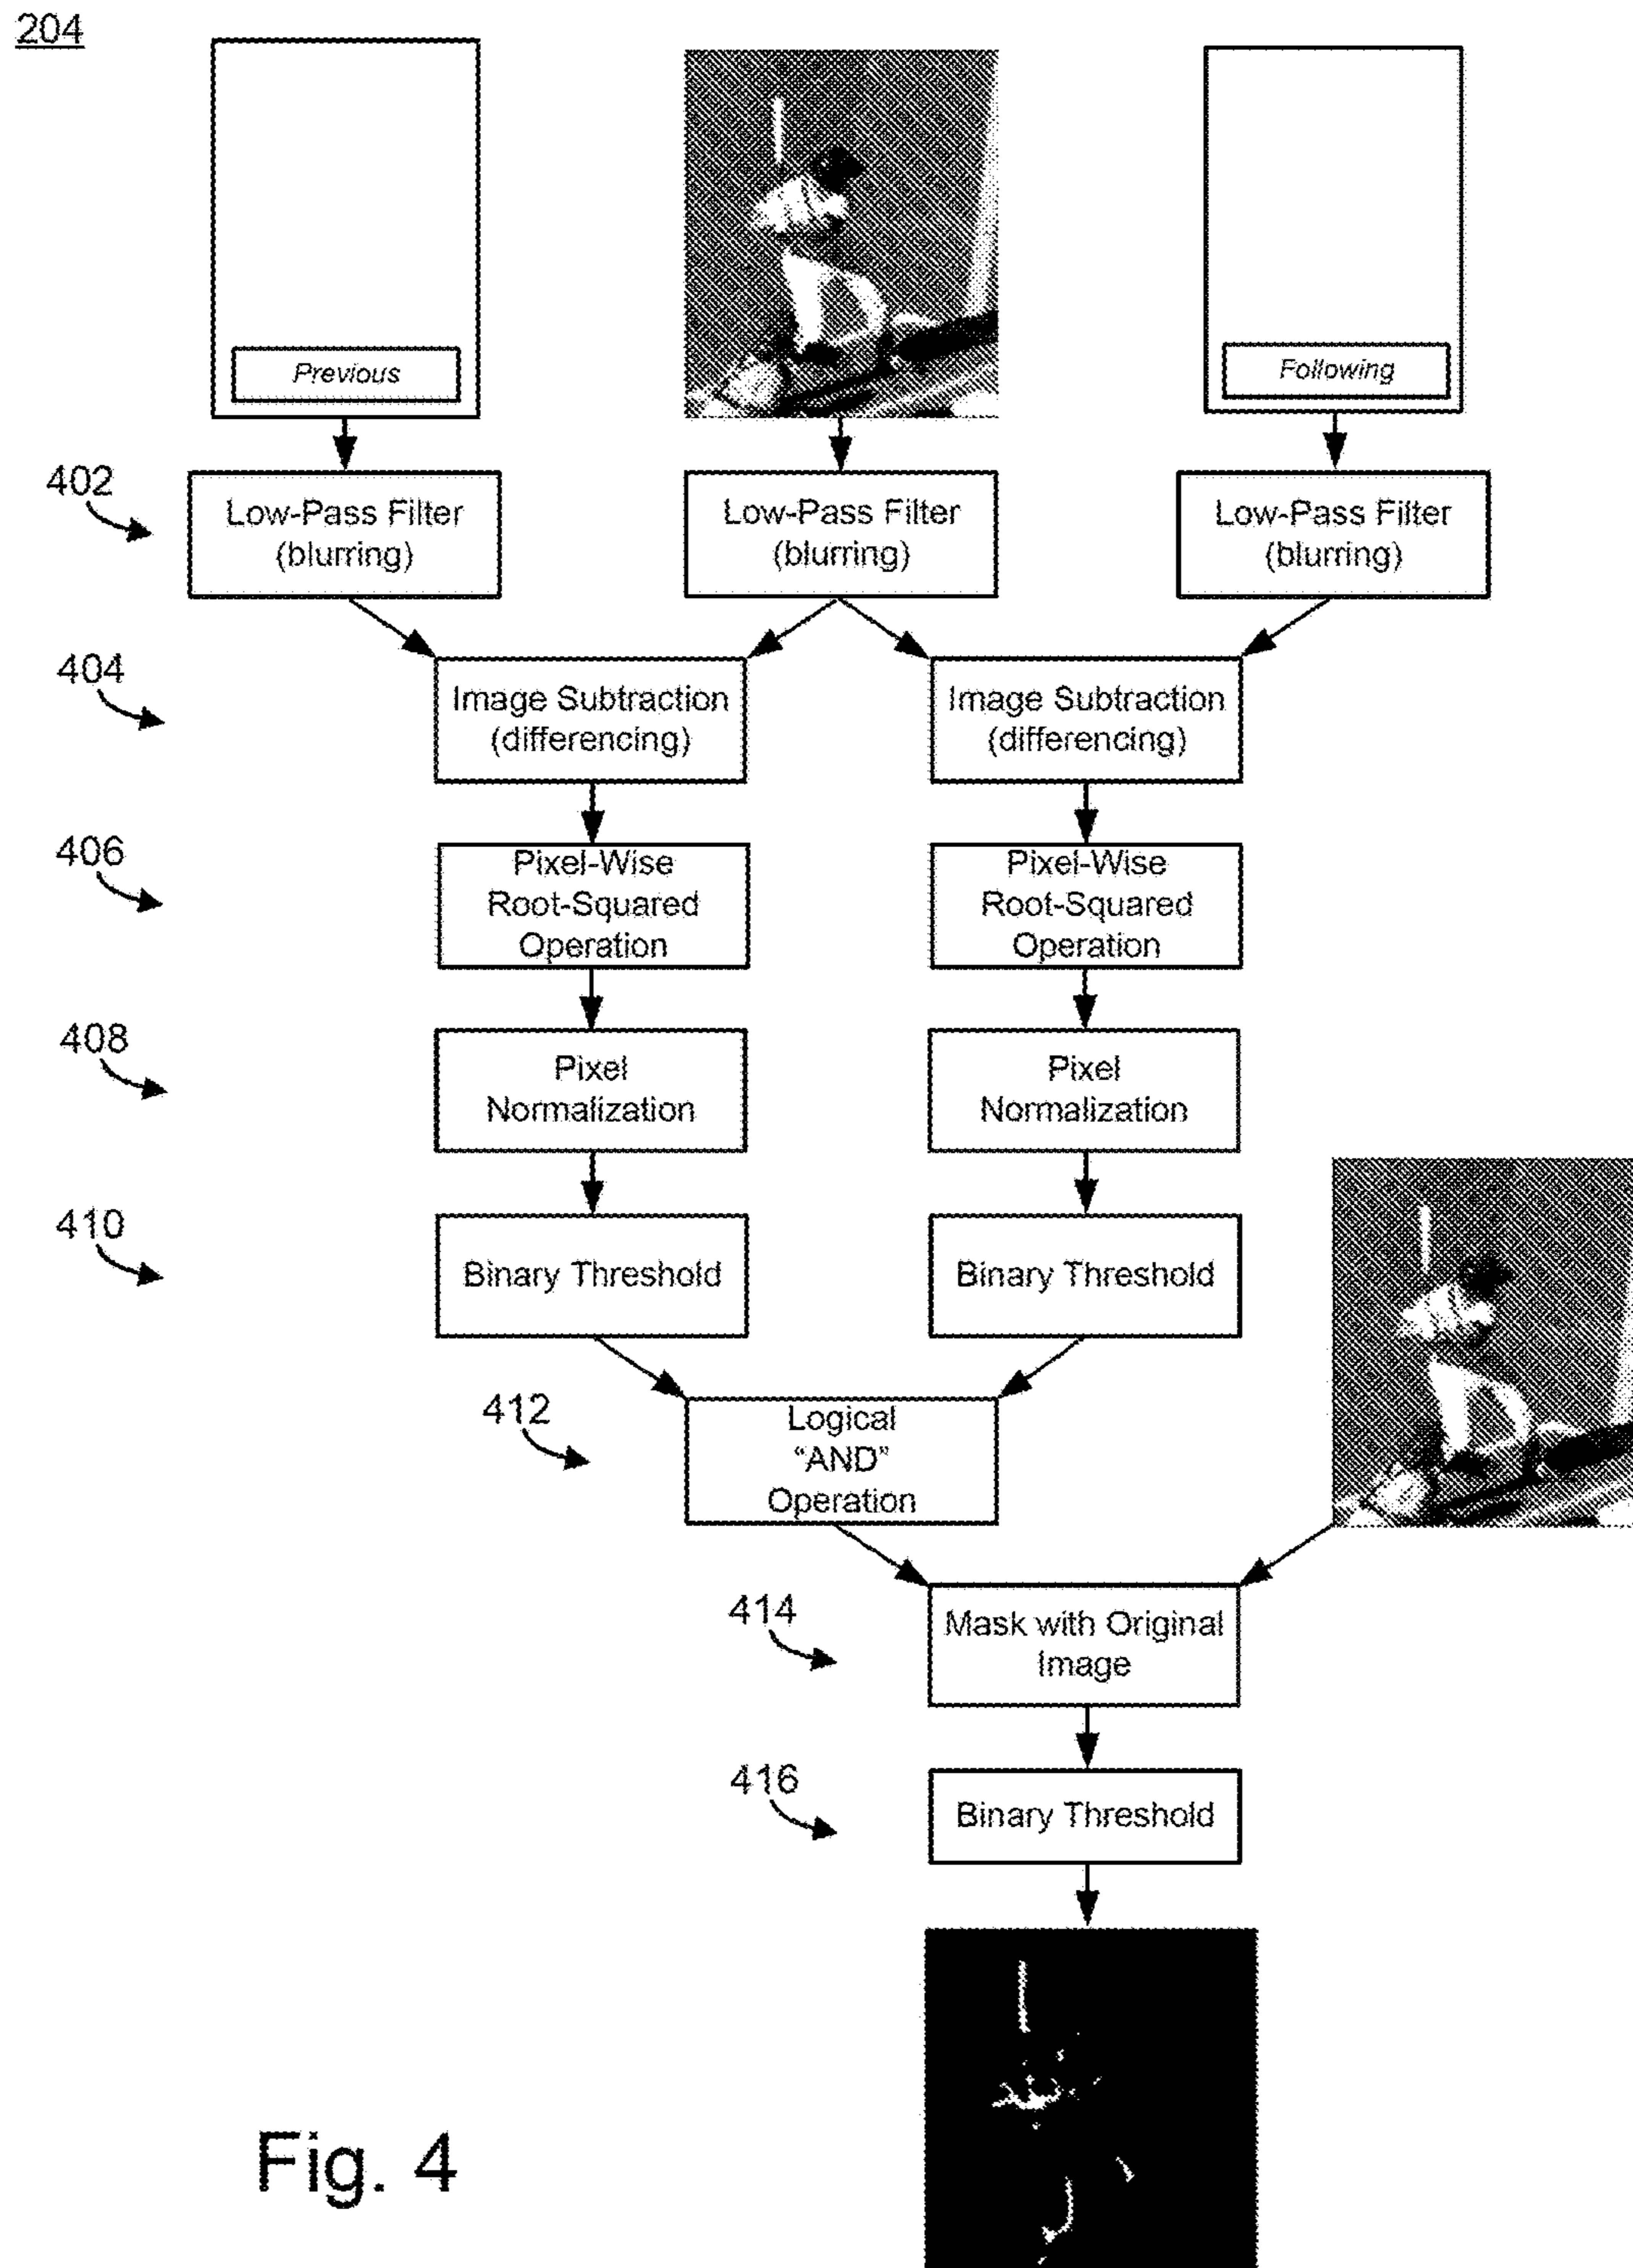 204
Previous
Following
402
Low-Pass Filter
(blurring)
Low-Pass Filter
(blurring)
Low-Pass Filter
(blurring)
404
Image Subtraction
(differencing)
Image Subtraction
(differencing)
406
Pixel-Wise
Root-Squared
Operation
Pixel-Wise
Root-Squared
Operation
408
Pixel
Normalization
Pixel
Normalization
410
Binary Threshold
Binary Threshold
412
Logical
“AND”
Operation
414
Mask with Original
Image
416
Binary Threshold
Fig. 4